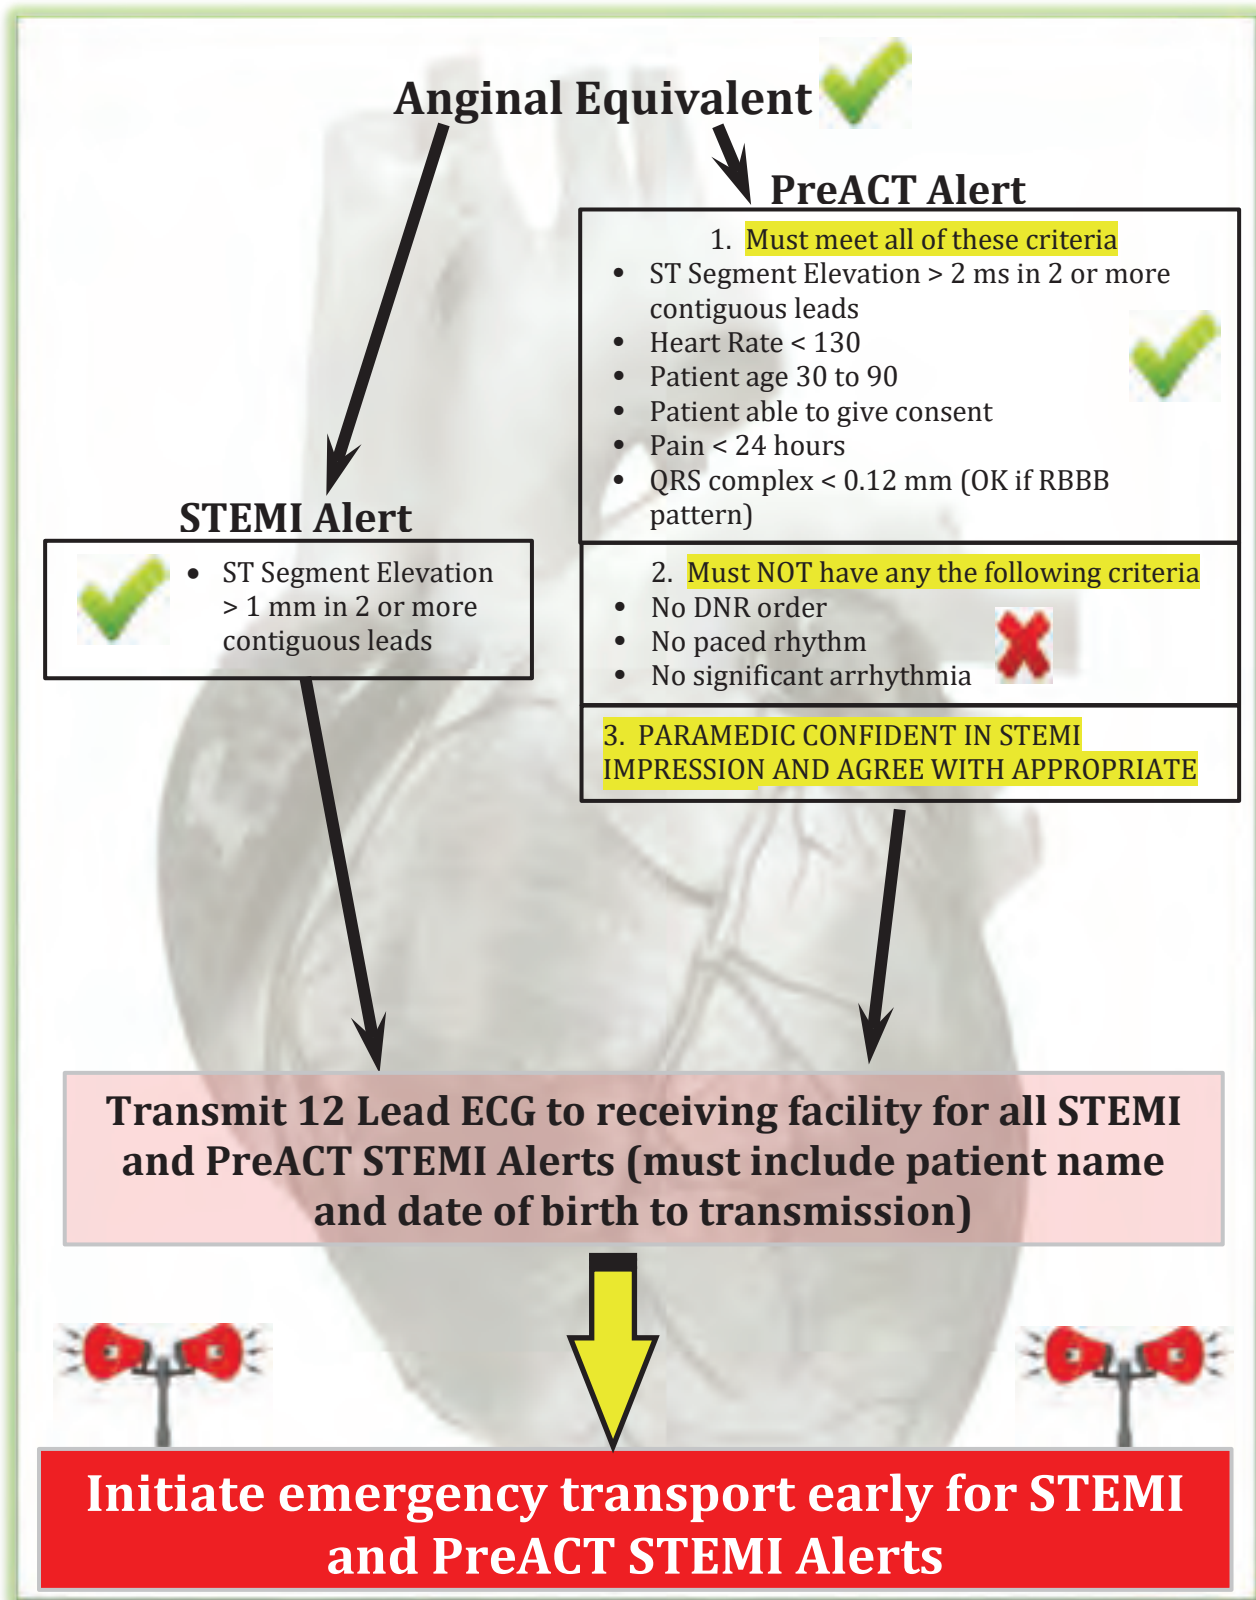 Anginal Equivalent
PreACT Alert
1. Must meet all of these criteria
• ST Segment Elevation > 2 ms in 2 or more
contiguous leads
• Heart Rate < 130
• Patient age 30 to 90
• Patient able to give consent
• Pain < 24 hours
• QRS complex < 0.12 mm (OK if RBBB
pattern)
2. Must NOT have any the following criteria
• No DNR order
• No paced rhythm
• No significant arrhythmia
3. PARAMEDIC CONFIDENT IN STEMI
IMPRESSION AND AGREE WITH APPROPRIATE
STEMI Alert
• ST Segment Elevation
> 1 mm in 2 or more
contiguous leads
Transmit 12 Lead ECG to receiving facility for all STEMI
and PreACT STEMI Alerts (must include patient name
and date of birth to transmission)
Initiate emergency transport early for STEMI
and PreACT STEMI Alerts